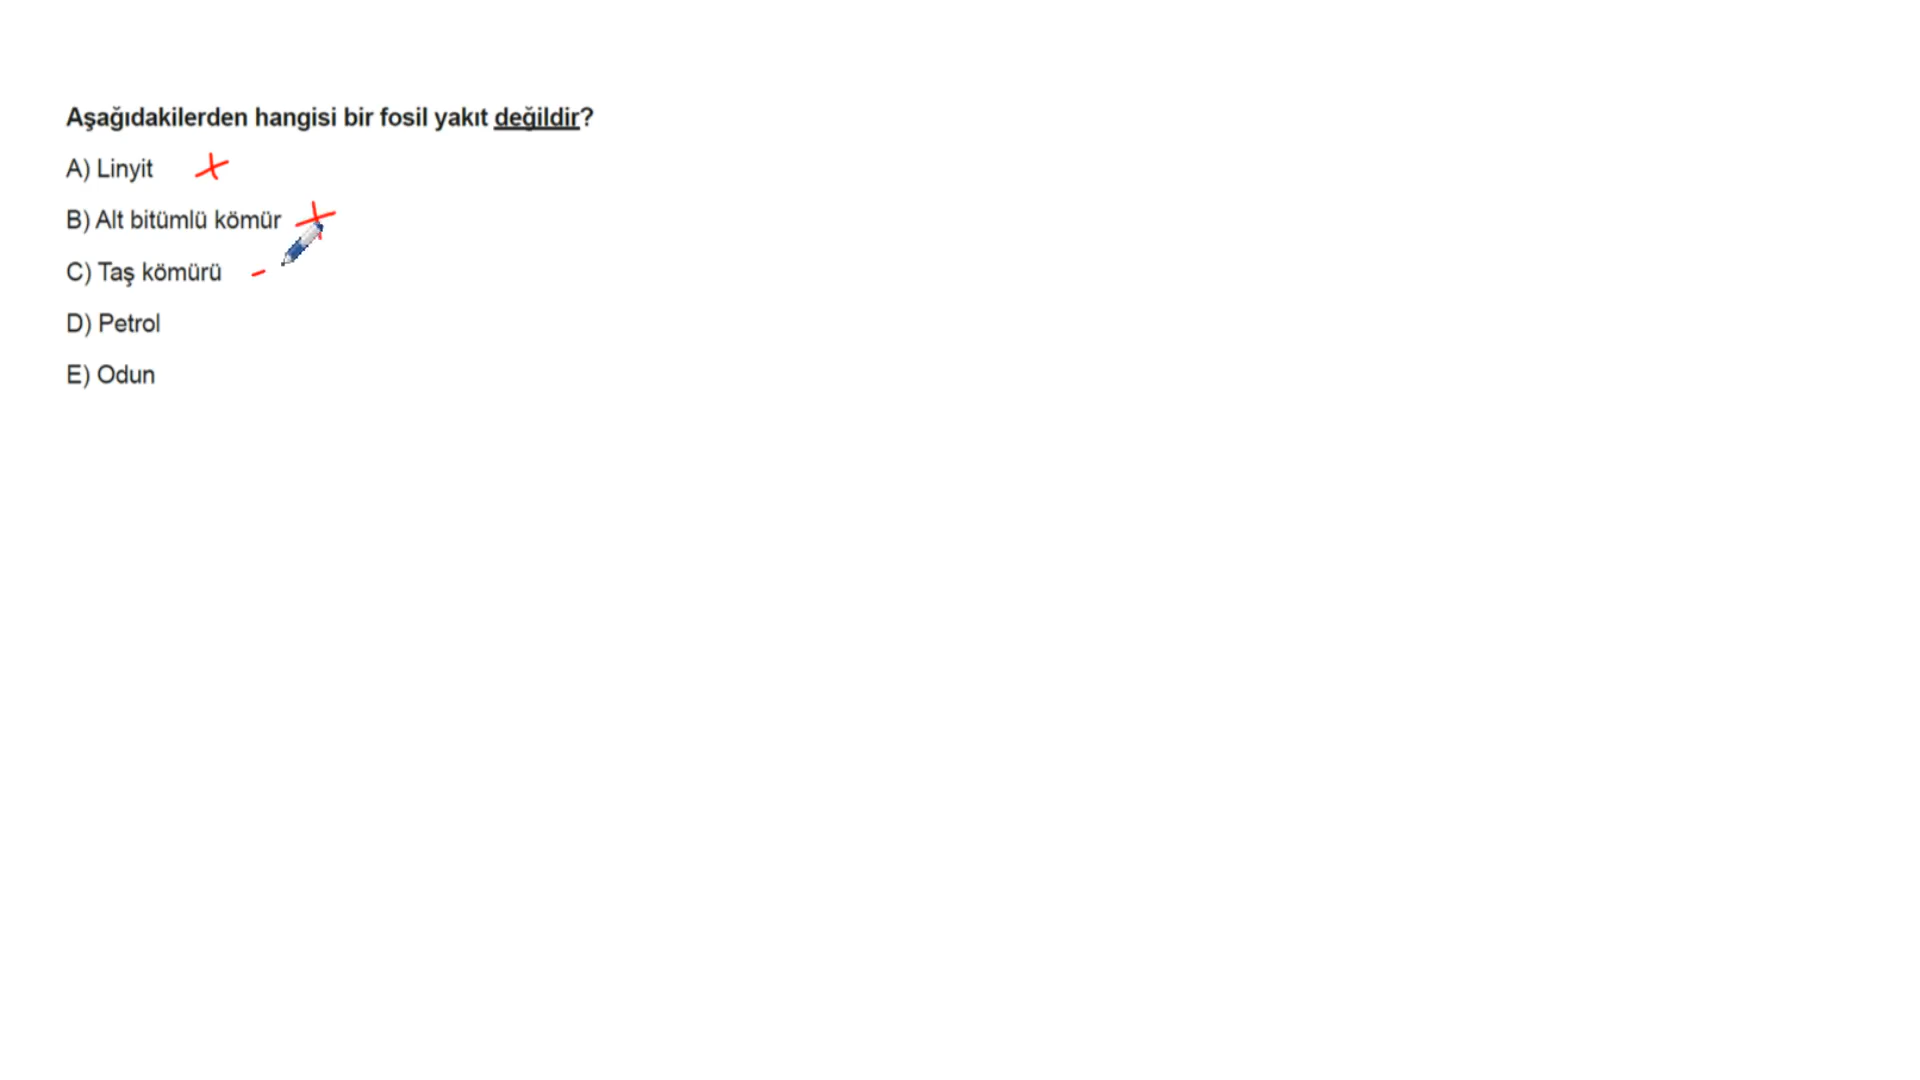 Aşağıdakilerden hangisi bir fosil yakıt değildir?
A) Linyit
B) Alt bitümlü kömür
C) Taş kömürü
D) Petrol
E) Odun